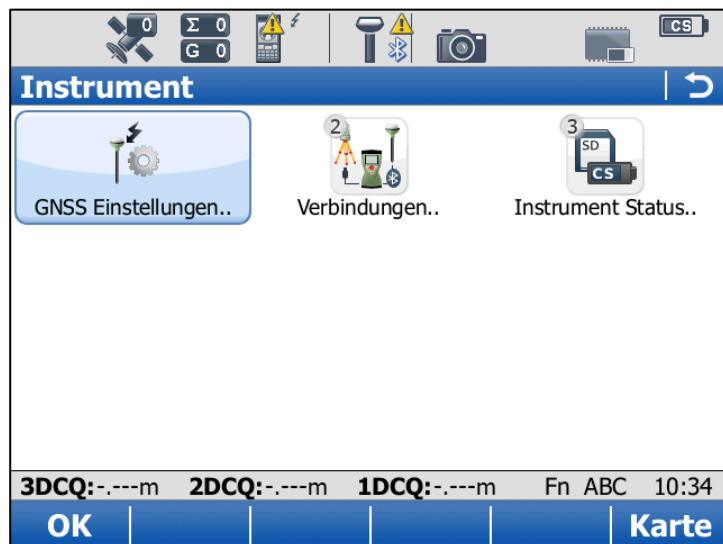 0 Σ 0 CS
G 0
Instrument
2 3
SD
CS
GNSS Einstellungen.. Verbindungen.. Instrument Status..
3DCQ:-.---m 2DCQ:-.---m 1DCQ:-.---m Fn ABC 10:34
OK Karte